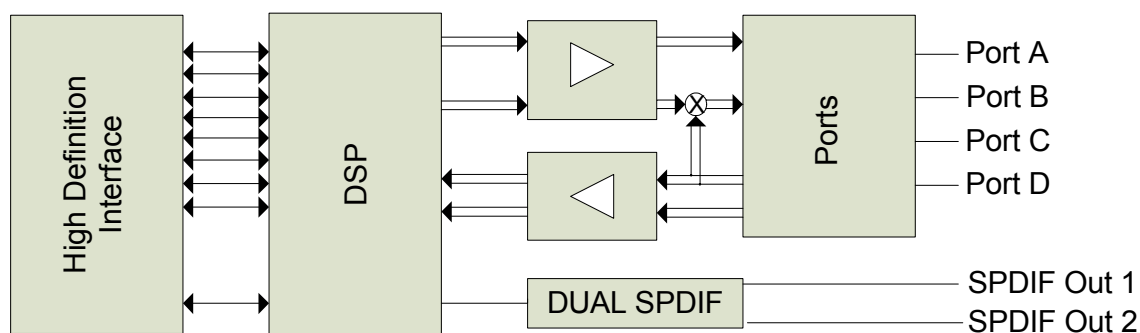 High Definition
Interface
DSP
Ports
Port A
Port B
Port C
Port D
X
DUAL SPDIF
SPDIF Out 1
SPDIF Out 2